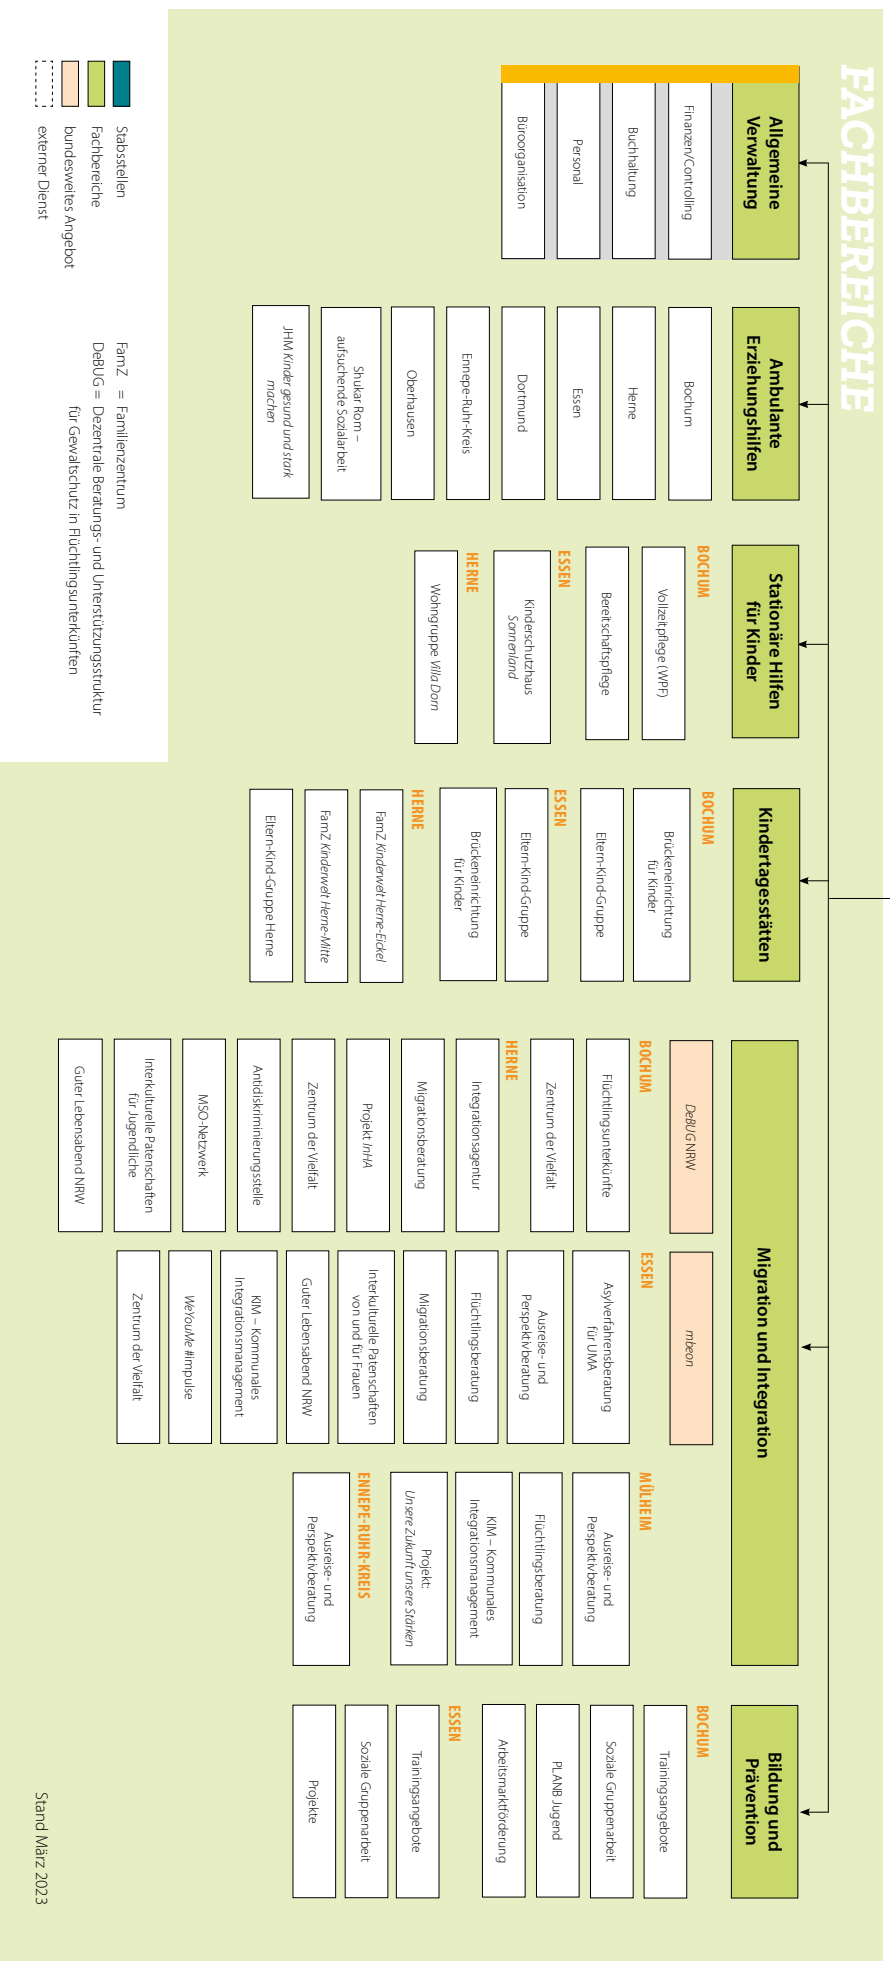 FACHBEREICHE
Allgemeine
Verwaltung
Finanzen/Controlling
Buchhaltung
Personal
Büroorganisation
Ambulante
Erziehungshilfen
Bochum
Herne
Essen
Dortmund
Ennepe-Ruhr-Kreis
Oberhausen
Shukar Rom –
aufsuchende Sozialarbeit
JHM Kinder gesund und stark
machen
Stationäre Hilfen
für Kinder
BOCHUM
Vollzeitpflege (WPF)
Bereitschaftspflege
ESSEN
Kinderschutzhaus
Sonnenland
HERNE
Wohngruppe Villa Dorn
Kindertagesstätten
BOCHUM
Brückeneinrichtung
für Kinder
Eltern-Kind-Gruppe
ESSEN
Eltern-Kind-Gruppe
Brückeneinrichtung
für Kinder
HERNE
FamZ Kinderwelt Herne-Eickel
FamZ Kinderwelt Herne-Mitte
Eltern-Kind-Gruppe Herne
Migration und Integration
DeBUG NRW
BOCHUM
Flüchtlingsunterkünfte
Zentrum der Vielfalt
HERNE
Integrationsagentur
Migrationsberatung
Projekt InHA
Zentrum der Vielfalt
Antidiskriminierungsstelle
MSO-Netzwerk
Interkulturelle Patenschaften
für Jugendliche
Guter Lebensabend NRW
mbeon
ESSEN
Asylverfahrensberatung
für UMA
Ausreise- und
Perspektivberatung
Flüchtlingsberatung
Migrationsberatung
Interkulturelle Patenschaften
von und für Frauen
Guter Lebensabend NRW
KIM – Kommunales
Integrationsmanagement
WeYouMe #impulse
Zentrum der Vielfalt
MÜLHEIM
Ausreise- und
Perspektivberatung
Flüchtlingsberatung
KIM – Kommunales
Integrationsmanagement
Projekt:
Unsere Zukunft unsere Stärken
ENNEPE-RUHR-KREIS
Ausreise- und
Perspektivberatung
Bildung und
Prävention
BOCHUM
Trainingsangebote
Soziale Gruppenarbeit
PLANB Jugend
Arbeitsmarktförderung
ESSEN
Trainingsangebote
Soziale Gruppenarbeit
Projekte
Stabsstellen
Fachbereiche
bundesweites Angebot
externer Dienst
FamZ = Familienzentrum
DeBUG = Dezentrale Beratungs- und Unterstützungsstruktur
für Gewaltschutz in Flüchtlingsunterkünften
Stand März 2023